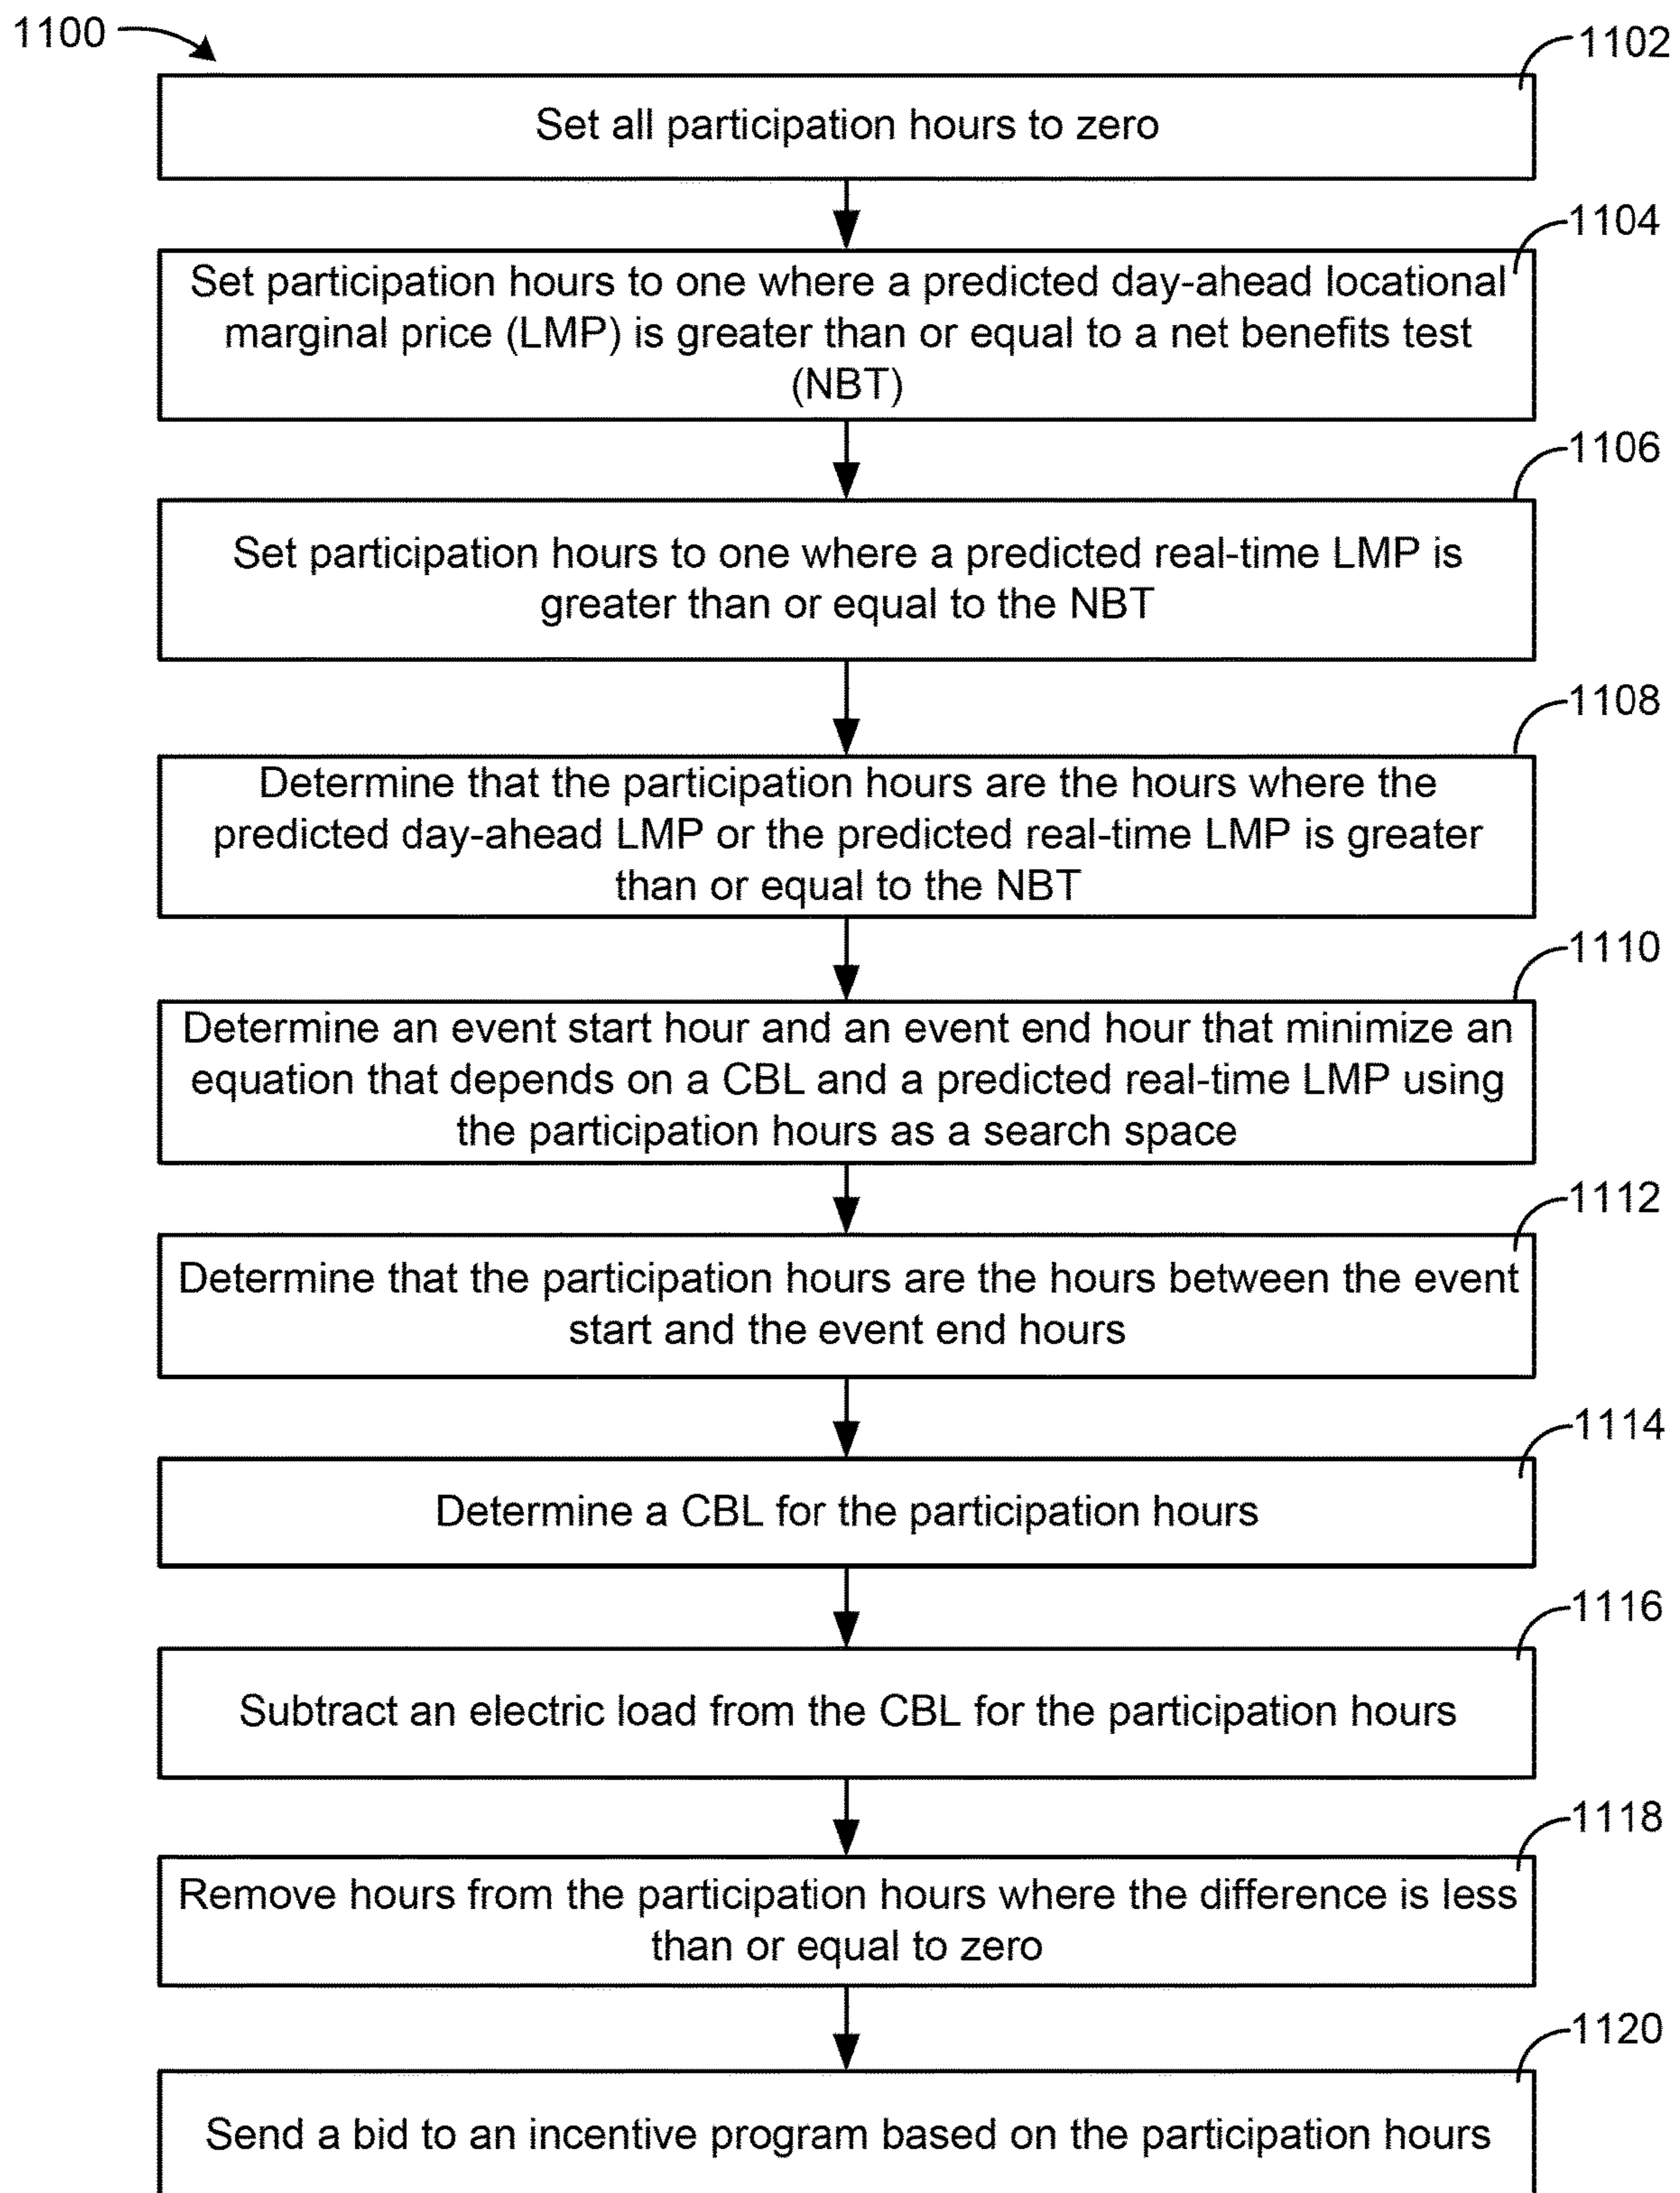 1100
1102
Set all participation hours to zero
1104
Set participation hours to one where a predicted day-ahead locational
marginal price (LMP) is greater than or equal to a net benefits test
(NBT)
1106
Set participation hours to one where a predicted real-time LMP is
greater than or equal to the NBT
1108
Determine that the participation hours are the hours where the
predicted day-ahead LMP or the predicted real-time LMP is greater
than or equal to the NBT
1110
Determine an event start hour and an event end hour that minimize an
equation that depends on a CBL and a predicted real-time LMP using
the participation hours as a search space
1112
Determine that the participation hours are the hours between the event
start and the event end hours
1114
Determine a CBL for the participation hours
1116
Subtract an electric load from the CBL for the participation hours
1118
Remove hours from the participation hours where the difference is less
than or equal to zero
1120
Send a bid to an incentive program based on the participation hours